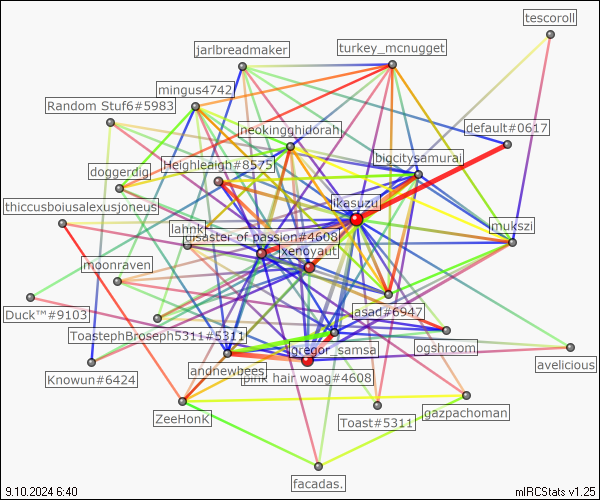 tescoroll
jarlbreadmaker
turkey_mcnugget
mingus4742
Random Stuf6#5983
default#0617
neokingghidorah
bigcitysamurai
Heighleaigh#8575
doggerdig
ikasuzu
thiccusboiusalexusjoneus
mukszi
lahnk
disaster of passion#4608
xenoyaut
moonraven
asad#6947
Duck™#9103
ToastephBroseph5311#5311
ogshroom
gregor_samsa
avelicious
andnewbees
pink hair woag#4608
Knowun#6424
gazpachoman
ZeeHonK
Toast#5311
facadas.
9.10.2024 6:40
mIRCStats v1.25